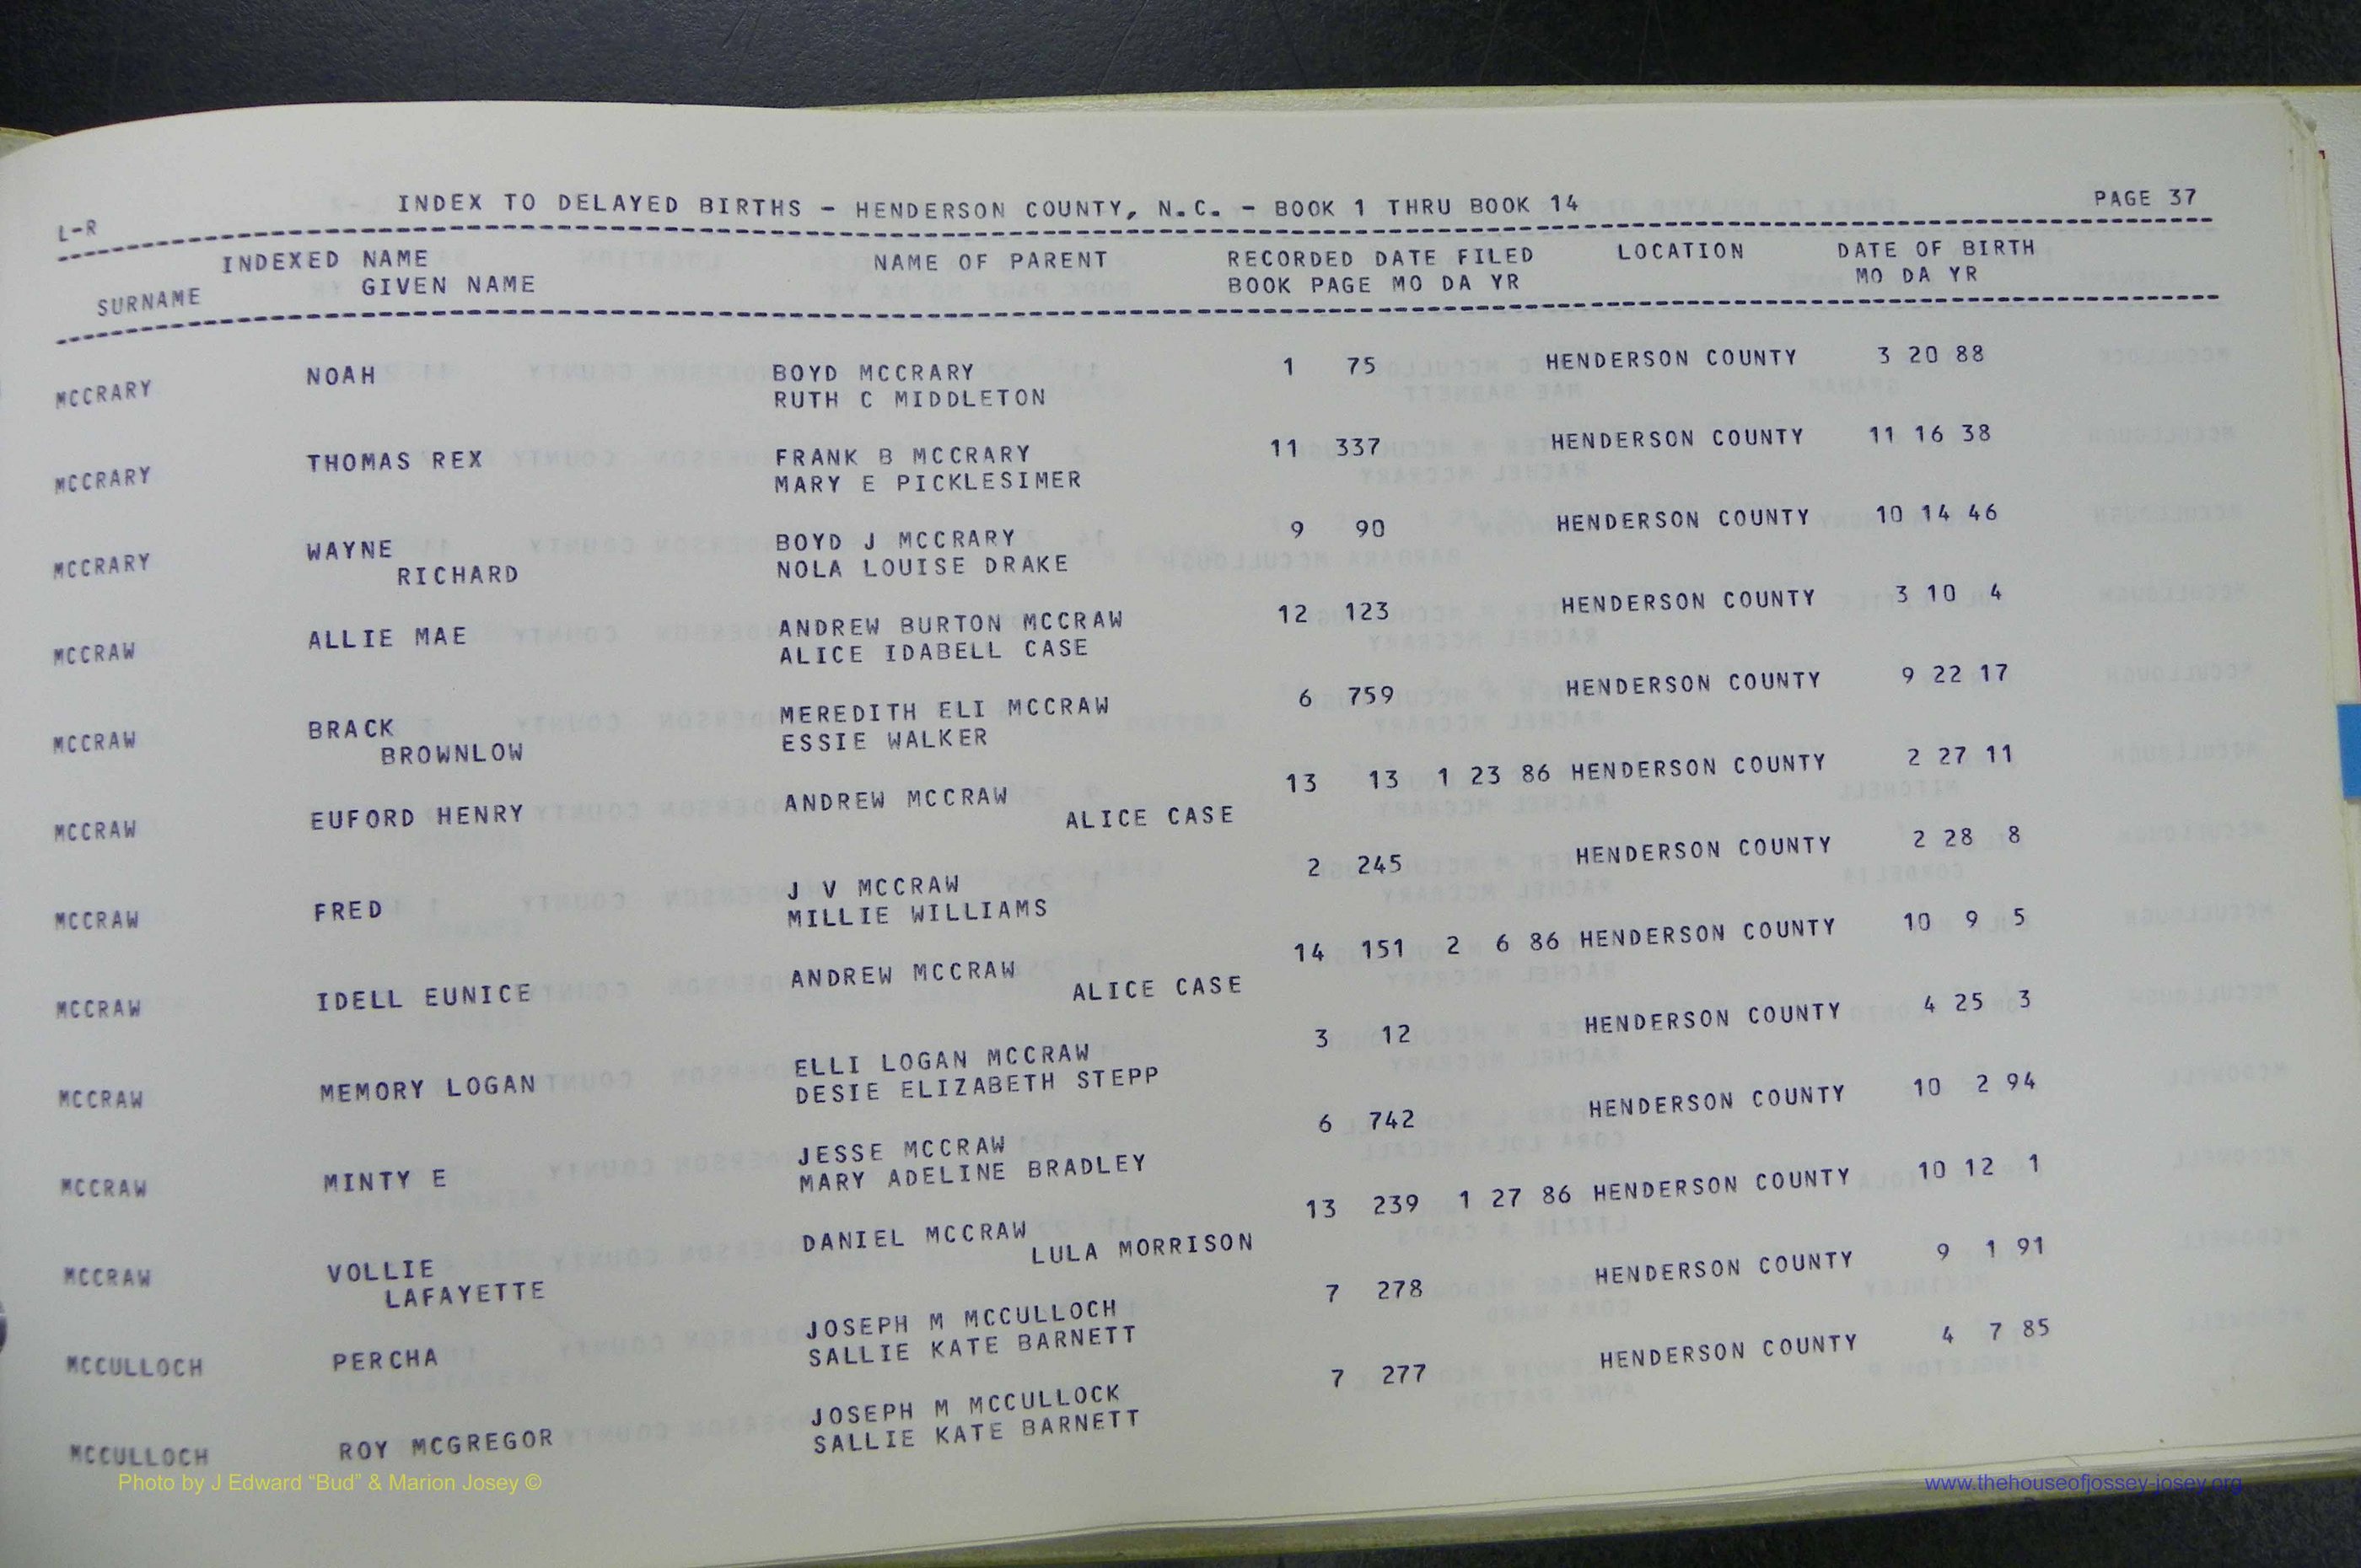 L-R INDEX TO DELAYED BIRTHS - HENDERSON COUNTY, N.C. - BOOK 1 THRU BOOK 14 PAGE 37
INDEXED NAME NAME OF PARENT RECORDED DATE FILED LOCATION DATE OF BIRTH
SURNAME GIVEN NAME BOOK PAGE MO DA YR MO DA YR
MCCRARY NOAH BOYD MCCRARY 1 75 HENDERSON COUNTY 3 20 88
RUTH C MIDDLETON
MCCRARY THOMAS REX FRANK B MCCRARY 11 337 HENDERSON COUNTY 11 16 38
MARY E PICKLESIMER
MCCRARY WAYNE BOYD J MCCRARY 9 90 HENDERSON COUNTY 10 14 46
RICHARD NOLA LOUISE DRAKE
MCCRAW ALLIE MAE ANDREW BURTON MCCRAW 12 123 HENDERSON COUNTY 3 10 4
ALICE IDABELL CASE
MCCRAW BRACK MEREDITH ELI MCCRAW 6 759 HENDERSON COUNTY 9 22 17
BROWNLOW ESSIE WALKER
MCCRAW EUFORD HENRY ANDREW MCCRAW 13 13 1 23 86 HENDERSON COUNTY 2 27 11
ALICE CASE
MCCRAW FRED J V MCCRAW 2 245 HENDERSON COUNTY 2 28 8
MILLIE WILLIAMS
MCCRAW IDELL EUNICE ANDREW MCCRAW 14 151 2 6 86 HENDERSON COUNTY 10 9 5
ALICE CASE
MCCRAW MEMORY LOGAN ELLI LOGAN MCCRAW 3 12 HENDERSON COUNTY 4 25 3
DESIE ELIZABETH STEPP
MCCRAW MINTY E JESSE MCCRAW 6 742 HENDERSON COUNTY 10 2 94
MARY ADELINE BRADLEY
MCCRAW VOLLIE DANIEL MCCRAW 13 239 1 27 86 HENDERSON COUNTY 10 12 1
LAFAYETTE LULA MORRISON
MCCULLOCH PERCHA JOSEPH M MCCULLOCH 7 278 HENDERSON COUNTY 9 1 91
SALLIE KATE BARNETT
MCCULLOCH ROY MCGREGOR JOSEPH M MCCULLOCK 7 277 HENDERSON COUNTY 4 7 85
SALLIE KATE BARNETT
Photo by J Edward “Bud” & Marion Josey © www.thehouseofjossey-josey.org